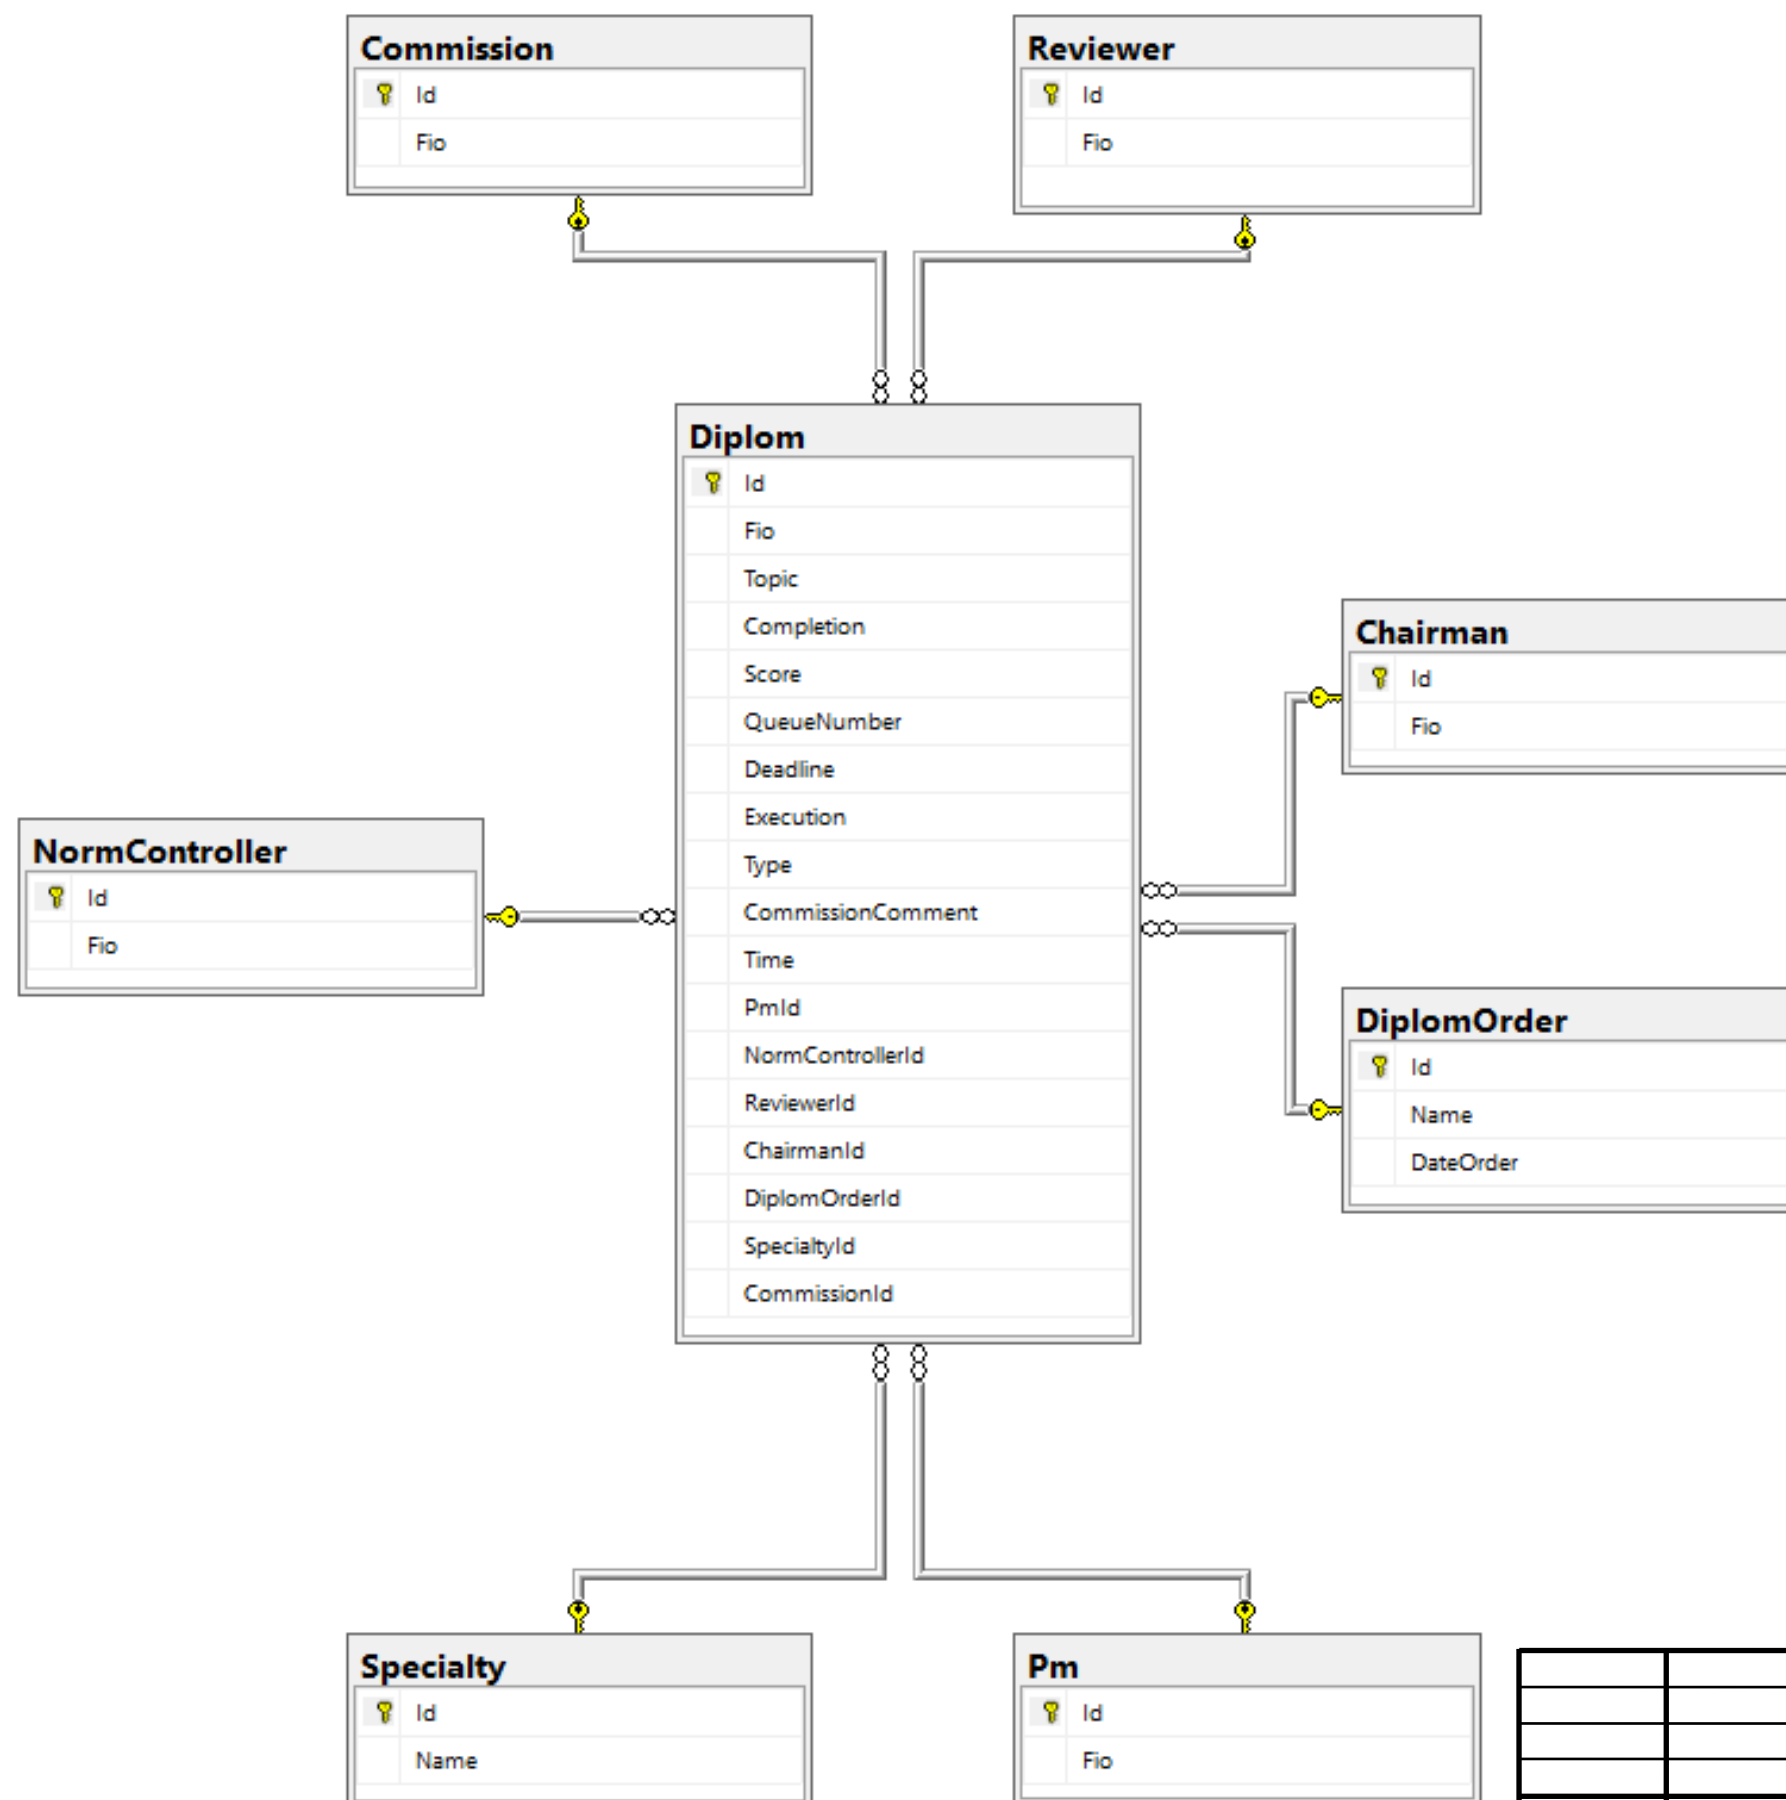 Commission
Id
Fio
Reviewer
Id
Fio
Diplom
Id
Fio
Topic
Completion
Score
QueueNumber
Deadline
Execution
Type
CommissionComment
Time
PmId
NormControllerId
ReviewerId
ChairmanId
DiplomOrderId
SpecialtyId
CommissionId
Chairman
Id
Fio
NormController
Id
Fio
DiplomOrder
Id
Name
DateOrder
Specialty
Id
Name
Pm
Id
Fio